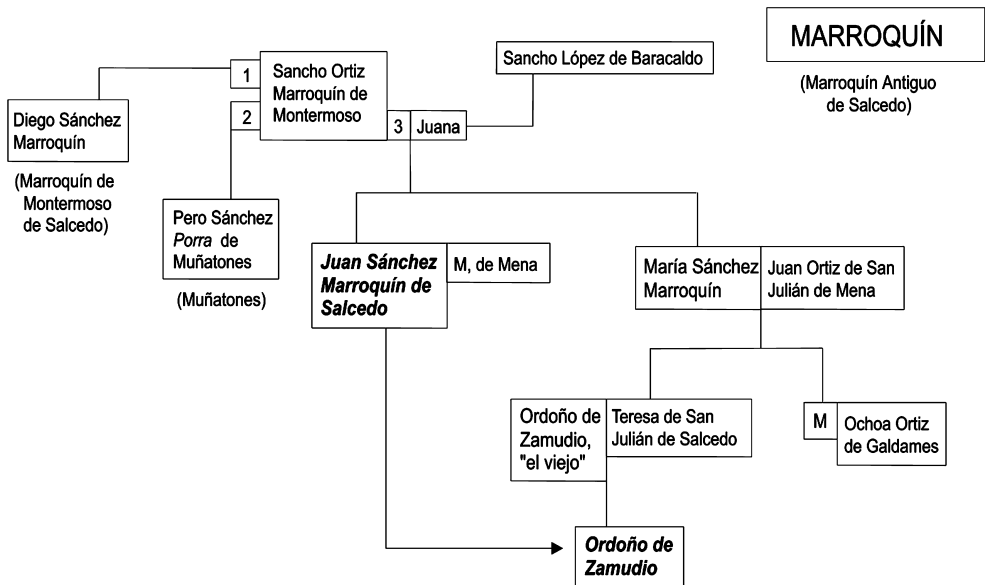 MARROQUÍN
(Marroquín Antiguo
de Salcedo)
Sancho López de Baracaldo
1
Sancho Ortiz
Marroquín de
Montermoso
2
3
Juana
Diego Sánchez
Marroquín
(Marroquín de
Montermoso
de Salcedo)
Pero Sánchez
Porra de
Muñatones
(Muñatones)
Juan Sánchez
Marroquín de
Salcedo
M, de Mena
María Sánchez
Marroquín
Juan Ortiz de San
Julián de Mena
Ordoño de
Zamudio,
"el viejo"
Teresa de San
Julián de Salcedo
M
Ochoa Ortiz
de Galdames
Ordoño de
Zamudio